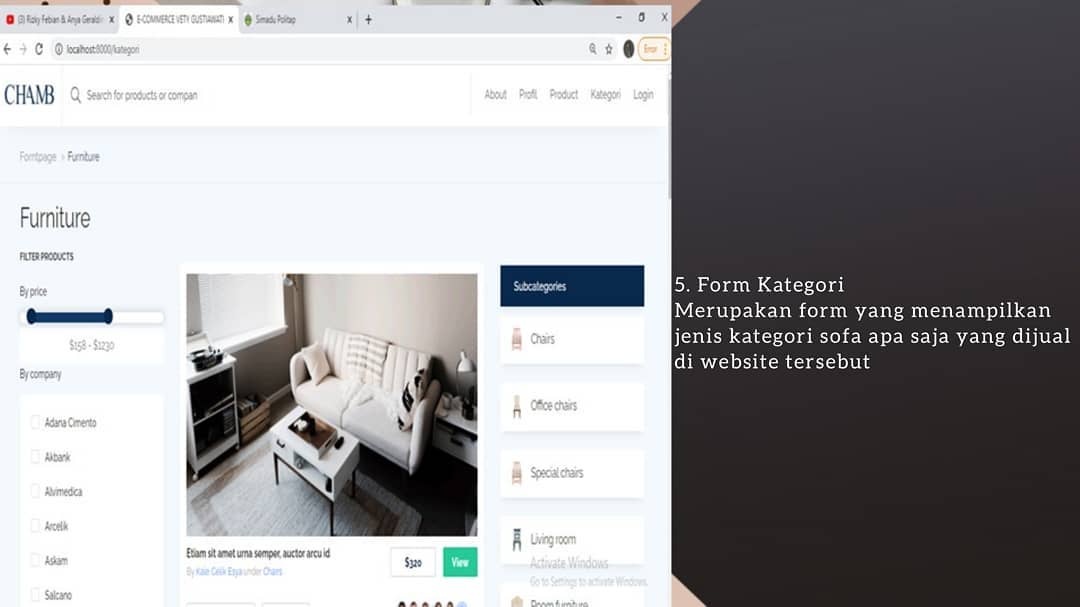 (3) Rizky Febian & Anya Geraldin
E-COMMERCE VETY GUSTIAWATI
Simadu Politap
localhost:8000/kategori
Error
CHAMB
Search for products or compan
About
Profil
Product
Kategori
Login
Forntpage > Furniture
Furniture
FILTER PRODUCTS
By price
$158 - $1230
By company
Adana Cimento
Akbank
Alvimedica
Arcelik
Askam
Salcano
Etiam sit amet urna semper, auctor arcu id
By Kale Celik Esya under Chairs
$320
View
Subcategories
Chairs
Office chairs
Special chairs
Living room
Room furniture
Activate Windows
Go to Settings to activate Windows.
5. Form Kategori
Merupakan form yang menampilkan
jenis kategori sofa apa saja yang dijual
di website tersebut